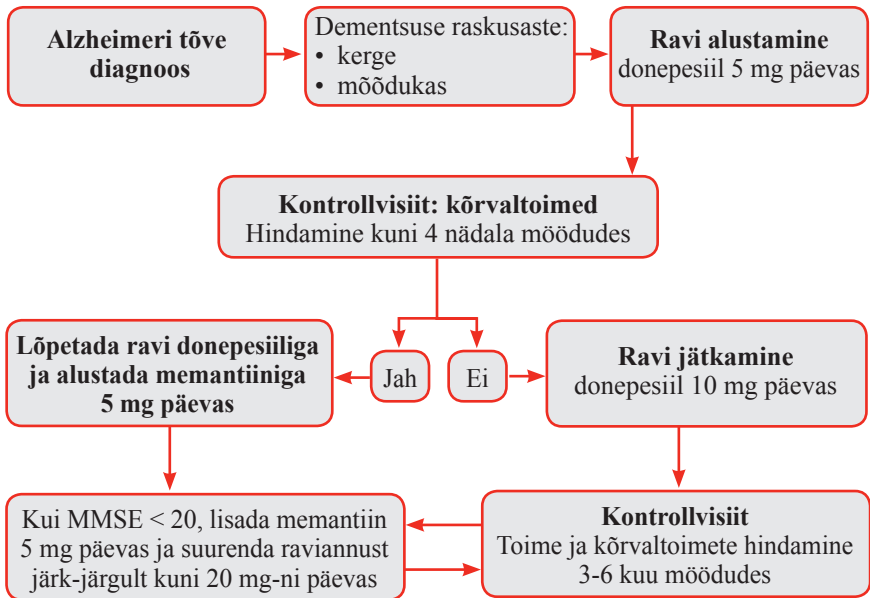 Alzheimeri tõve
diagnoos
Dementsuse raskusaste:
• kerge
• mõõdukas
Ravi alustamine
donepesiil 5 mg päevas
Kontrollvisiit: kõrvaltoimed
Hindamine kuni 4 nädala möödudes
Lõpetada ravi donepesiiliga
ja alustada memantiiniga
5 mg päevas
Jah
Ei
Ravi jätkamine
donepesiil 10 mg päevas
Kui MMSE < 20, lisada memantiin
5 mg päevas ja suurenda raviannust
järk-järgult kuni 20 mg-ni päevas
Kontrollvisiit
Toime ja kõrvaltoimete hindamine
3-6 kuu möödudes